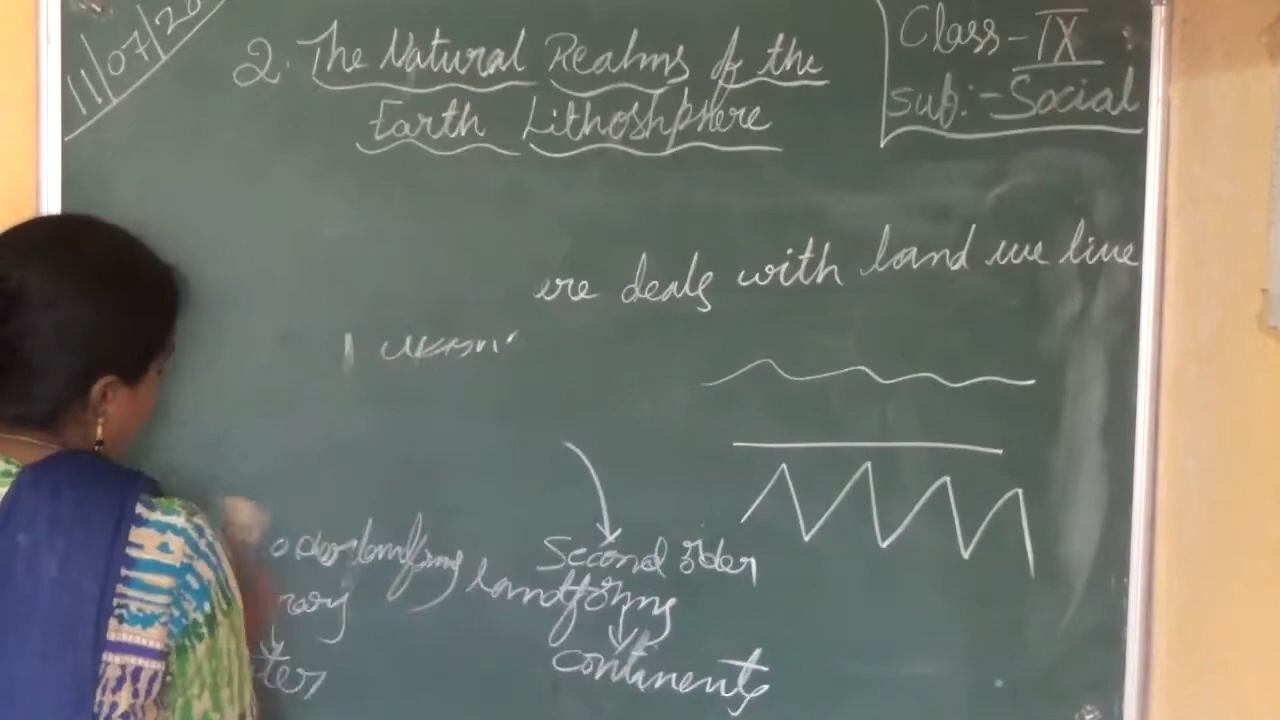 11/07/20
2. The Natural Realms of the
Earth Lithoshphere
Class-IX
Sub:-Social
ere deals with land we live
Second order
landforms
continents